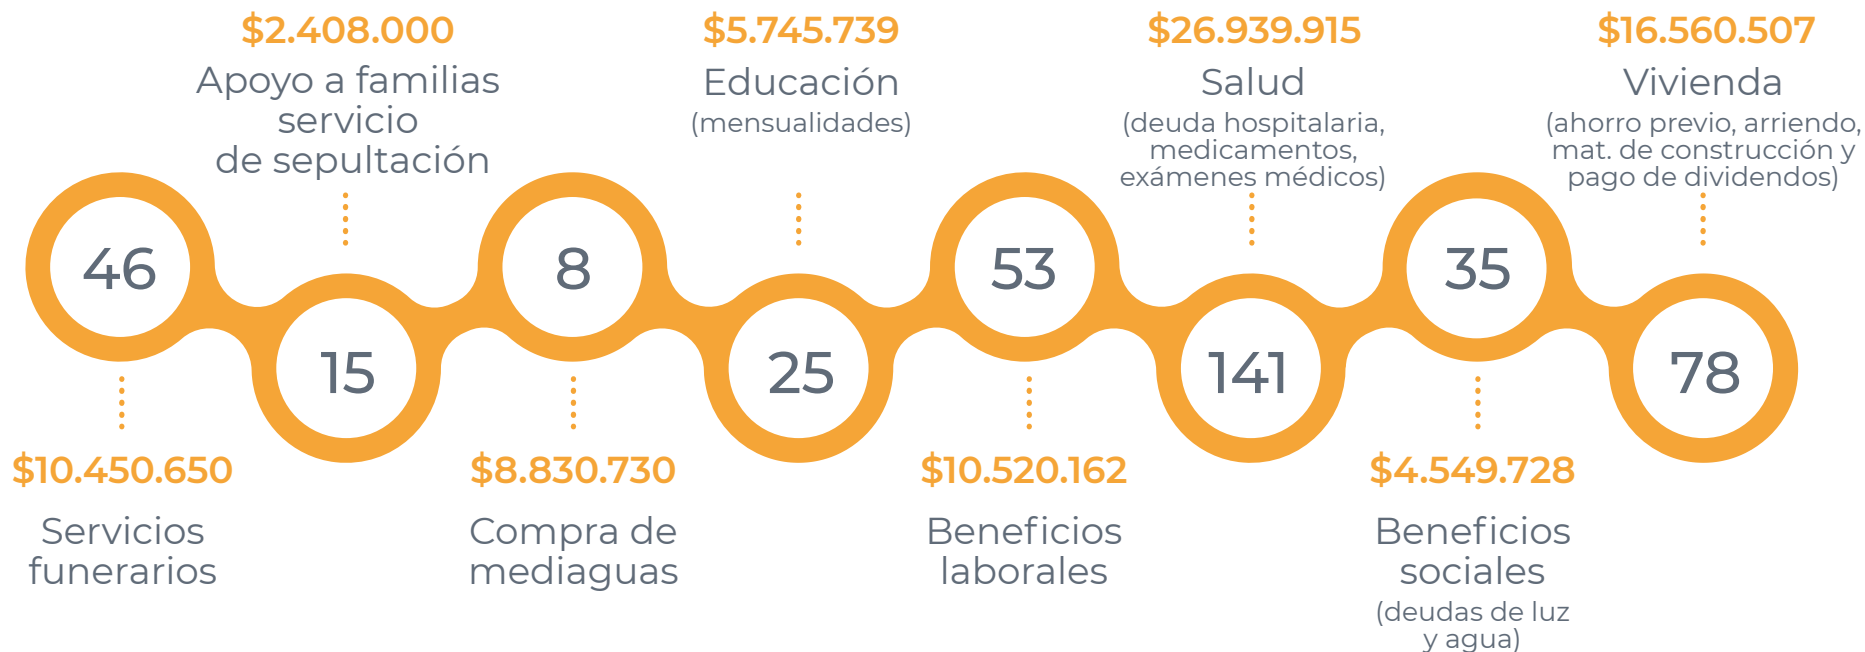 $2.408.000
Apoyo a familias
servicio
de sepultación
$5.745.739
Educación
(mensualidades)
$26.939.915
Salud
(deuda hospitalaria,
medicamentos,
exámenes médicos)
$16.560.507
Vivienda
(ahorro previo, arriendo,
mat. de construcción y
pago de dividendos)
46
15
8
25
53
141
35
78
$10.450.650
Servicios
funerarios
$8.830.730
Compra de
mediaguas
$10.520.162
Beneficios
laborales
$4.549.728
Beneficios
sociales
(deudas de luz
y agua)